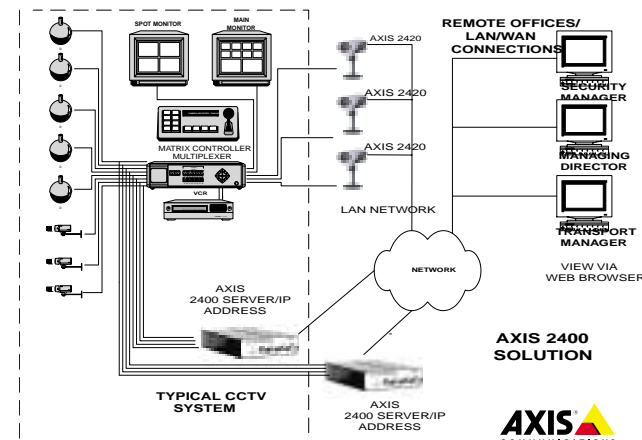 SPOT MONITOR
MAIN
MONITOR
MATRIX CONTROLLER
MULTIPLEXER
VCR
AXIS 2420
AXIS 2420
AXIS 2420
LAN NETWORK
REMOTE OFFICES/
LAN/WAN
CONNECTIONS
SECURITY
MANAGER
MANAGING
DIRECTOR
TRANSPORT
MANAGER
VIEW VIA
WEB BROWSER
NETWORK
AXIS
2400 SERVER/IP
ADDRESS
AXIS
2400 SERVER/IP
ADDRESS
TYPICAL CCTV
SYSTEM
AXIS 2400
SOLUTION
AXIS
COMMUNICATIONS